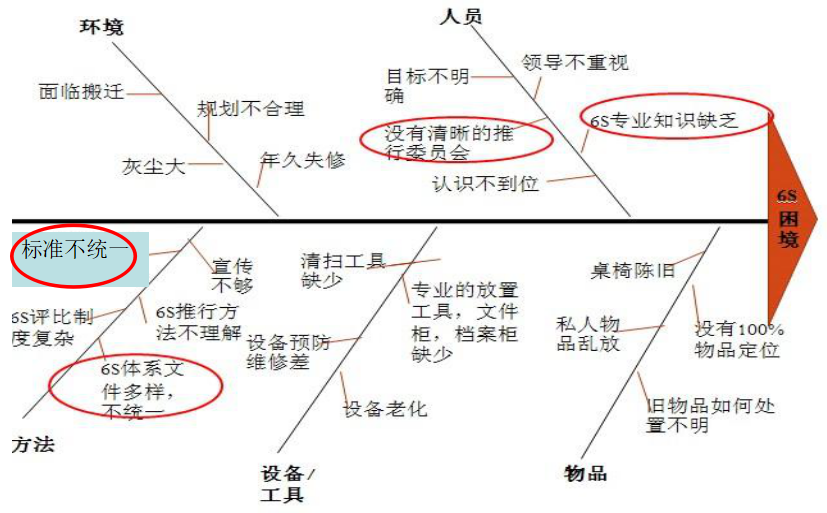 环境
面临搬迁
规划不合理
灰尘大
年久失修
人员
领导不重视
目标不明
确
6S专业知识缺乏
没有清晰的推
行委员会
认识不到位
6S
困
境
标准不统一
宣传
不够
6S推行方
法不理解
6S评比制
度复杂
6S体系文
件多样，
不统一
方法
清扫工具
缺少
专业的放置
工具，文件
柜，档案柜
缺少
设备预防
维修差
设备老化
设备/
工具
桌椅陈旧
私人物
品乱放
没有100%
物品定位
旧物品如何处
置不明
物品